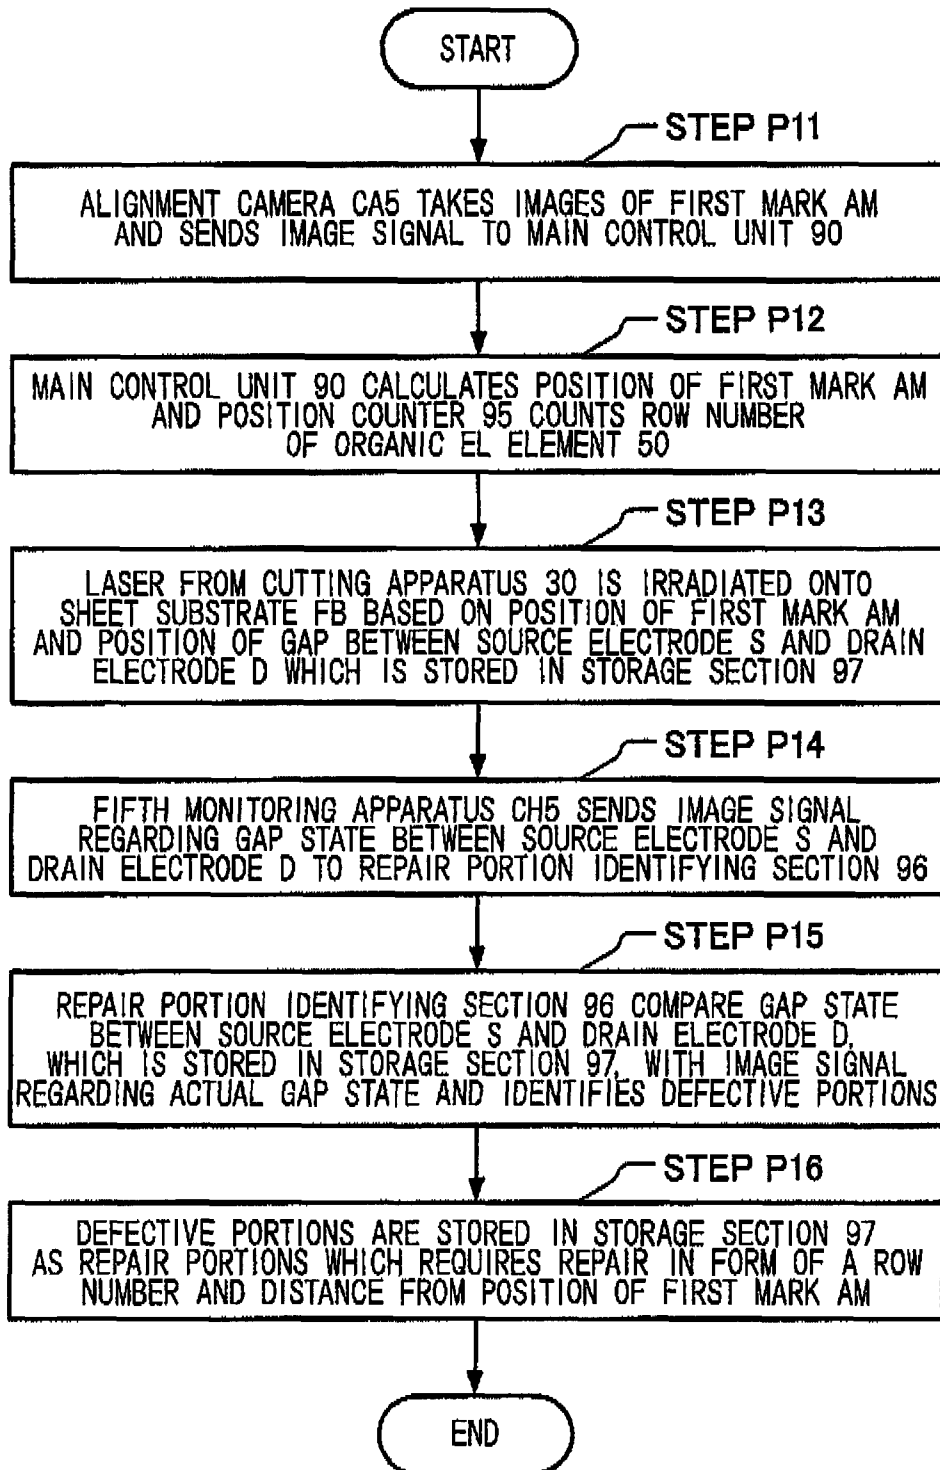 START
STEP P11
ALIGNMENT CAMERA CA5 TAKES IMAGES OF FIRST MARK AM
AND SENDS IMAGE SIGNAL TO MAIN CONTROL UNIT 90
STEP P12
MAIN CONTROL UNIT 90 CALCULATES POSITION OF FIRST MARK AM
AND POSITION COUNTER 95 COUNTS ROW NUMBER
OF ORGANIC EL ELEMENT 50
STEP P13
LASER FROM CUTTING APPARATUS 30 IS IRRADIATED ONTO
SHEET SUBSTRATE FB BASED ON POSITION OF FIRST MARK AM
AND POSITION OF GAP BETWEEN SOURCE ELECTRODE S AND DRAIN
ELECTRODE D WHICH IS STORED IN STORAGE SECTION 97
STEP P14
FIFTH MONITORING APPARATUS CH5 SENDS IMAGE SIGNAL
REGARDING GAP STATE BETWEEN SOURCE ELECTRODE S AND
DRAIN ELECTRODE D TO REPAIR PORTION IDENTIFYING SECTION 96
STEP P15
REPAIR PORTION IDENTIFYING SECTION 96 COMPARE GAP STATE
BETWEEN SOURCE ELECTRODE S AND DRAIN ELECTRODE D,
WHICH IS STORED IN STORAGE SECTION 97, WITH IMAGE SIGNAL
REGARDING ACTUAL GAP STATE AND IDENTIFIES DEFECTIVE PORTIONS
STEP P16
DEFECTIVE PORTIONS ARE STORED IN STORAGE SECTION 97
AS REPAIR PORTIONS WHICH REQUIRES REPAIR IN FORM OF A ROW
NUMBER AND DISTANCE FROM POSITION OF FIRST MARK AM
END